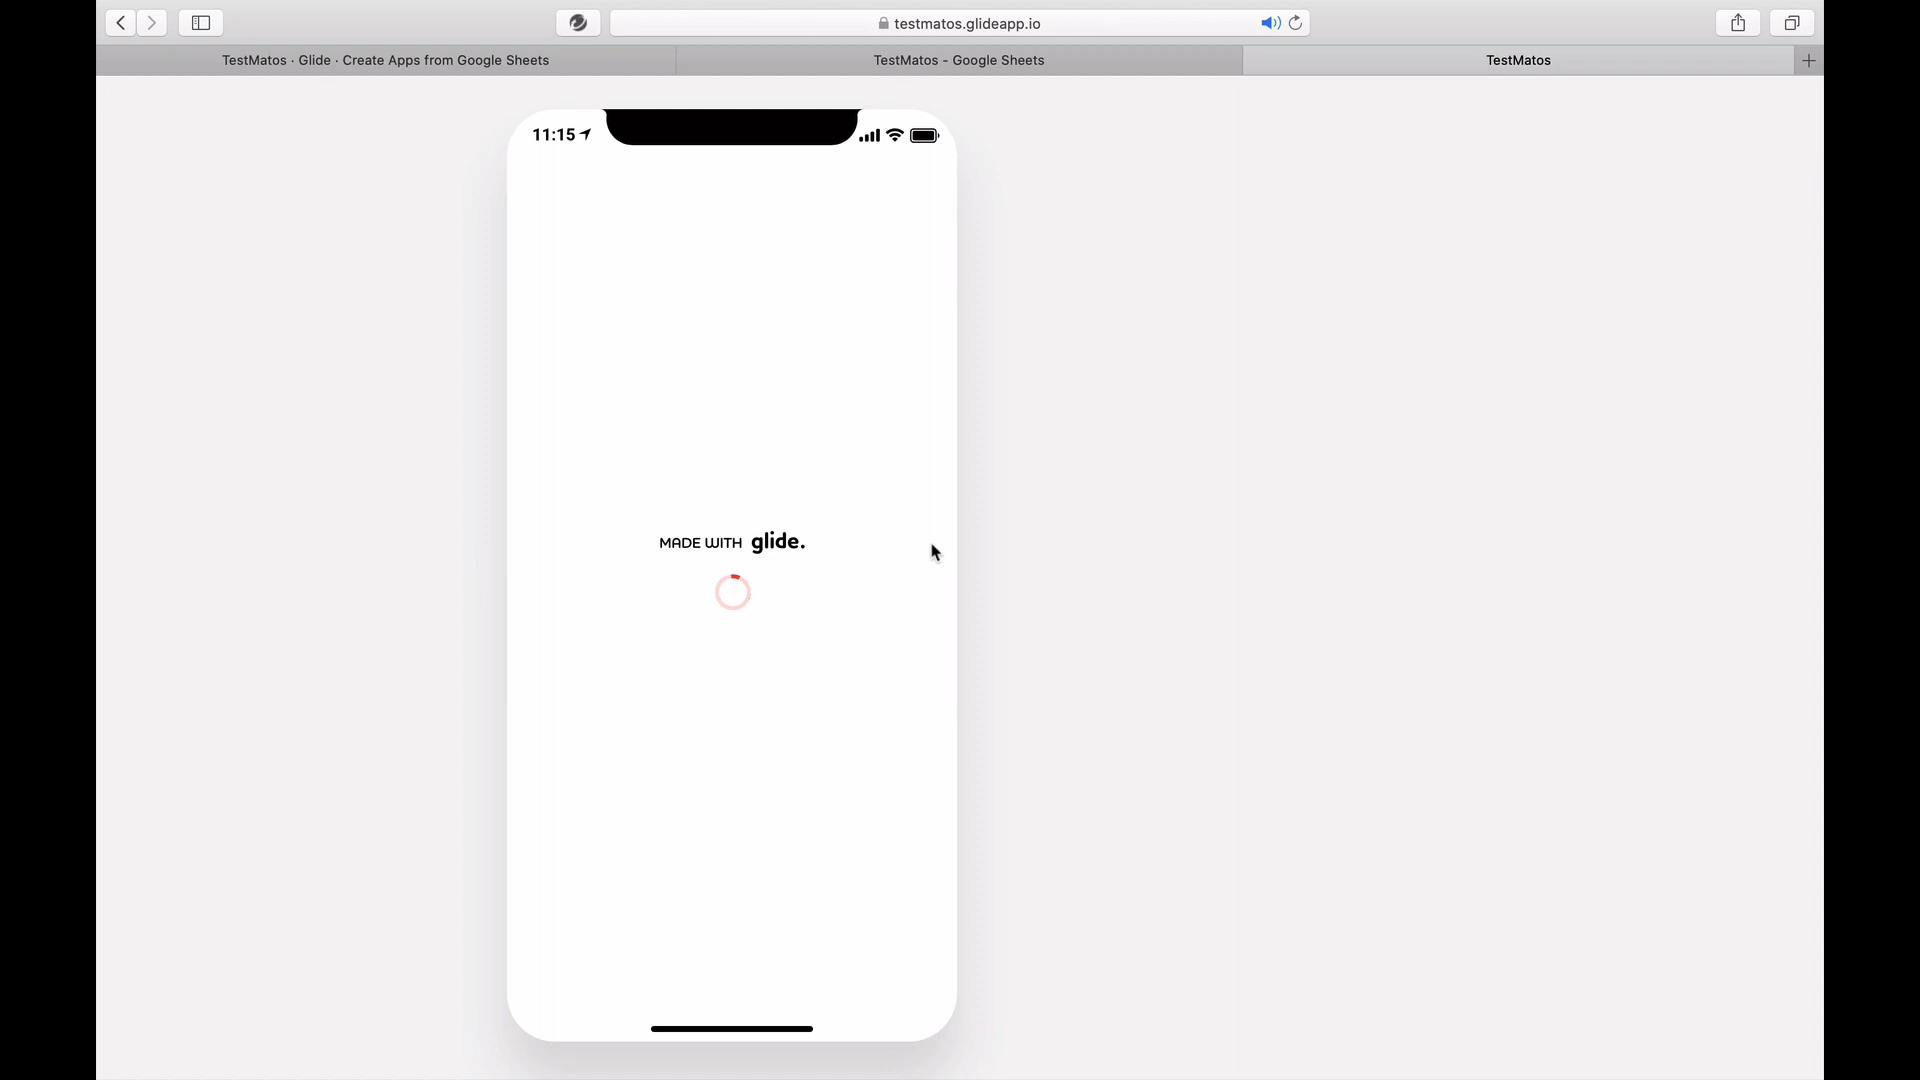 testmatos.glideapp.io
TestMatos · Glide · Create Apps from Google Sheets
TestMatos - Google Sheets
TestMatos
11:15
MADE WITH glide.